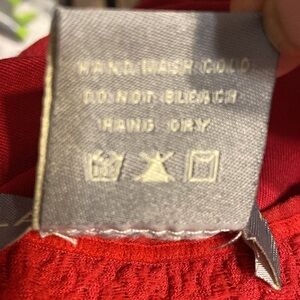 HAND WASH COLD
DO NOT BLEACH
HANG DRY